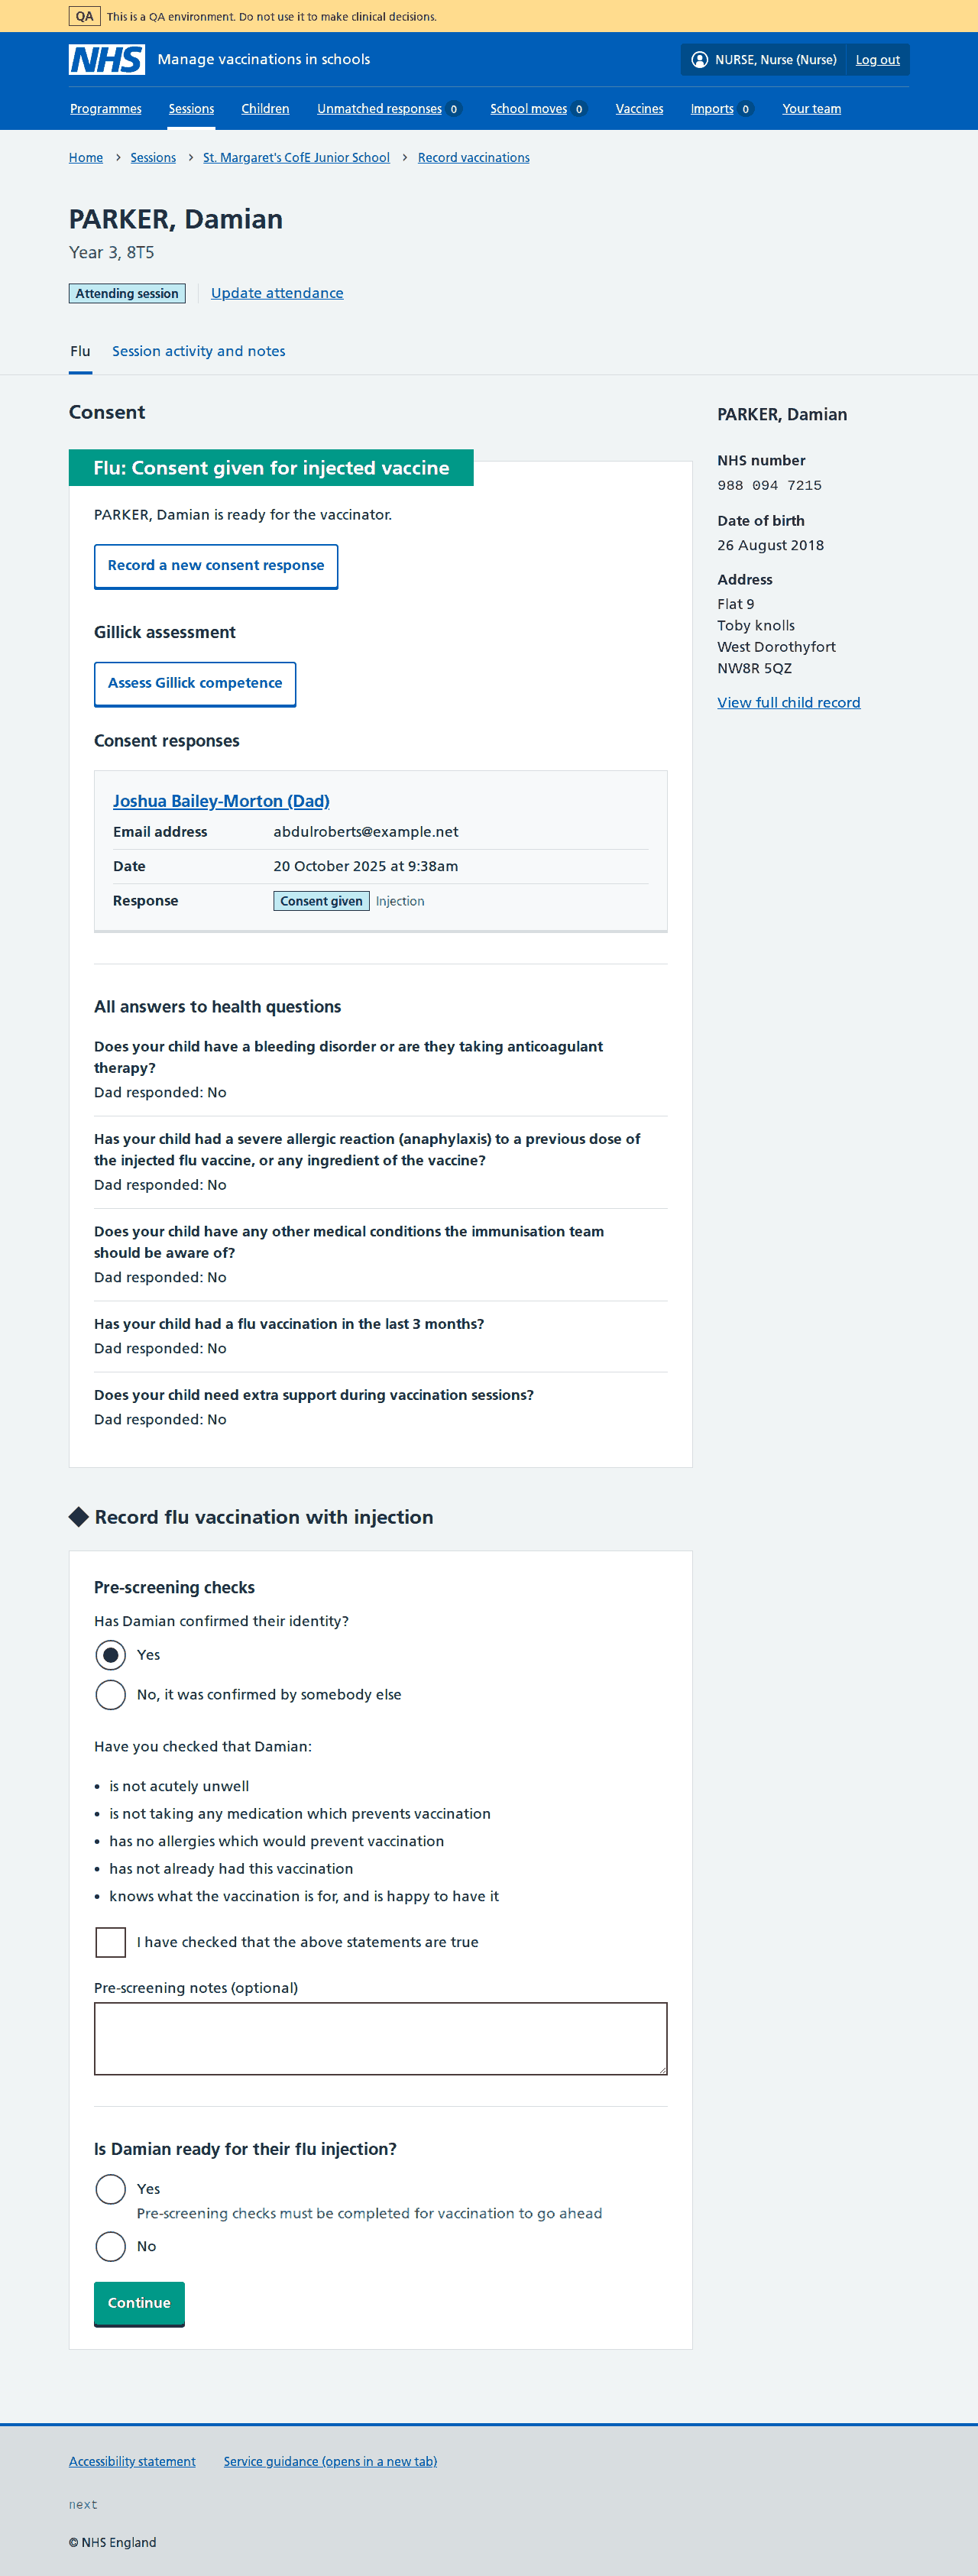 QA This is a QA environment. Do not use it to make clinical decisions.
NHS Manage vaccinations in schools
NURSE, Nurse (Nurse) Log out
Programmes Sessions Children Unmatched responses 0 School moves 0 Vaccines Imports 0 Your team
Home Sessions St. Margaret's CofE Junior School Record vaccinations
PARKER, Damian
Year 3, 8T5
Attending session Update attendance
Flu Session activity and notes
Consent
Flu: Consent given for injected vaccine
PARKER, Damian is ready for the vaccinator.
Record a new consent response
Gillick assessment
Assess Gillick competence
Consent responses
Joshua Bailey-Morton (Dad)
Email address abdulroberts@example.net
Date 20 October 2025 at 9:38am
Response Consent given Injection
All answers to health questions
Does your child have a bleeding disorder or are they taking anticoagulant
therapy?
Dad responded: No
Has your child had a severe allergic reaction (anaphylaxis) to a previous dose of
the injected flu vaccine, or any ingredient of the vaccine?
Dad responded: No
Does your child have any other medical conditions the immunisation team
should be aware of?
Dad responded: No
Has your child had a flu vaccination in the last 3 months?
Dad responded: No
Does your child need extra support during vaccination sessions?
Dad responded: No
PARKER, Damian
NHS number
988 094 7215
Date of birth
26 August 2018
Address
Flat 9
Toby knolls
West Dorothyfort
NW8R 5QZ
View full child record
Record flu vaccination with injection
Pre-screening checks
Has Damian confirmed their identity?
Yes
No, it was confirmed by somebody else
Have you checked that Damian:
• is not acutely unwell
• is not taking any medication which prevents vaccination
• has no allergies which would prevent vaccination
• has not already had this vaccination
• knows what the vaccination is for, and is happy to have it
I have checked that the above statements are true
Pre-screening notes (optional)
Is Damian ready for their flu injection?
Yes
Pre-screening checks must be completed for vaccination to go ahead
No
Continue
Accessibility statement Service guidance (opens in a new tab)
next
© NHS England